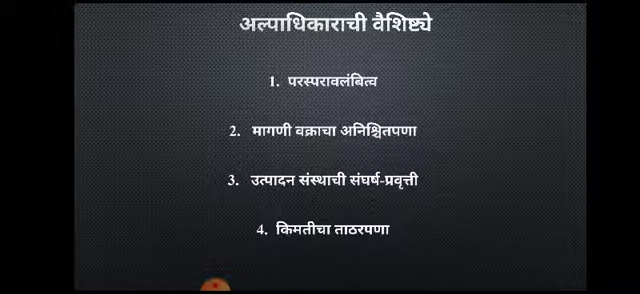 अल्पाधिकाराची वैशिष्ट्ये
1. परस्परावलंबित्व
2. मागणी वक्राचा अनिश्चितपणा
3. उत्पादन संस्थाची संघर्ष-प्रवृत्ती
4. किमतीचा ताठरपणा